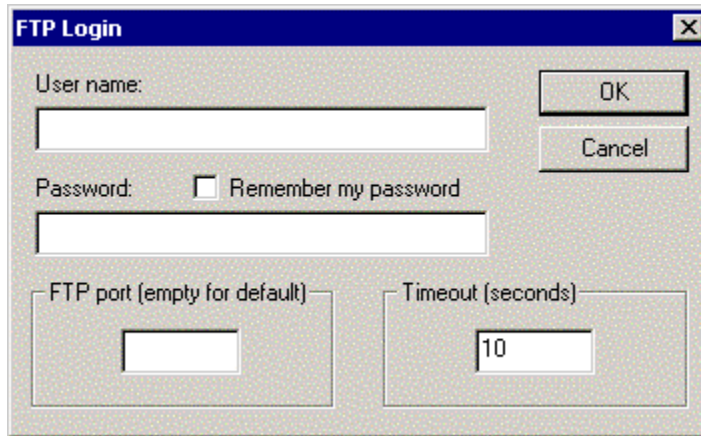 FTP Login
User name:
OK
Cancel
Password:
Remember my password
FTP port (empty for default)
Timeout (seconds)
10